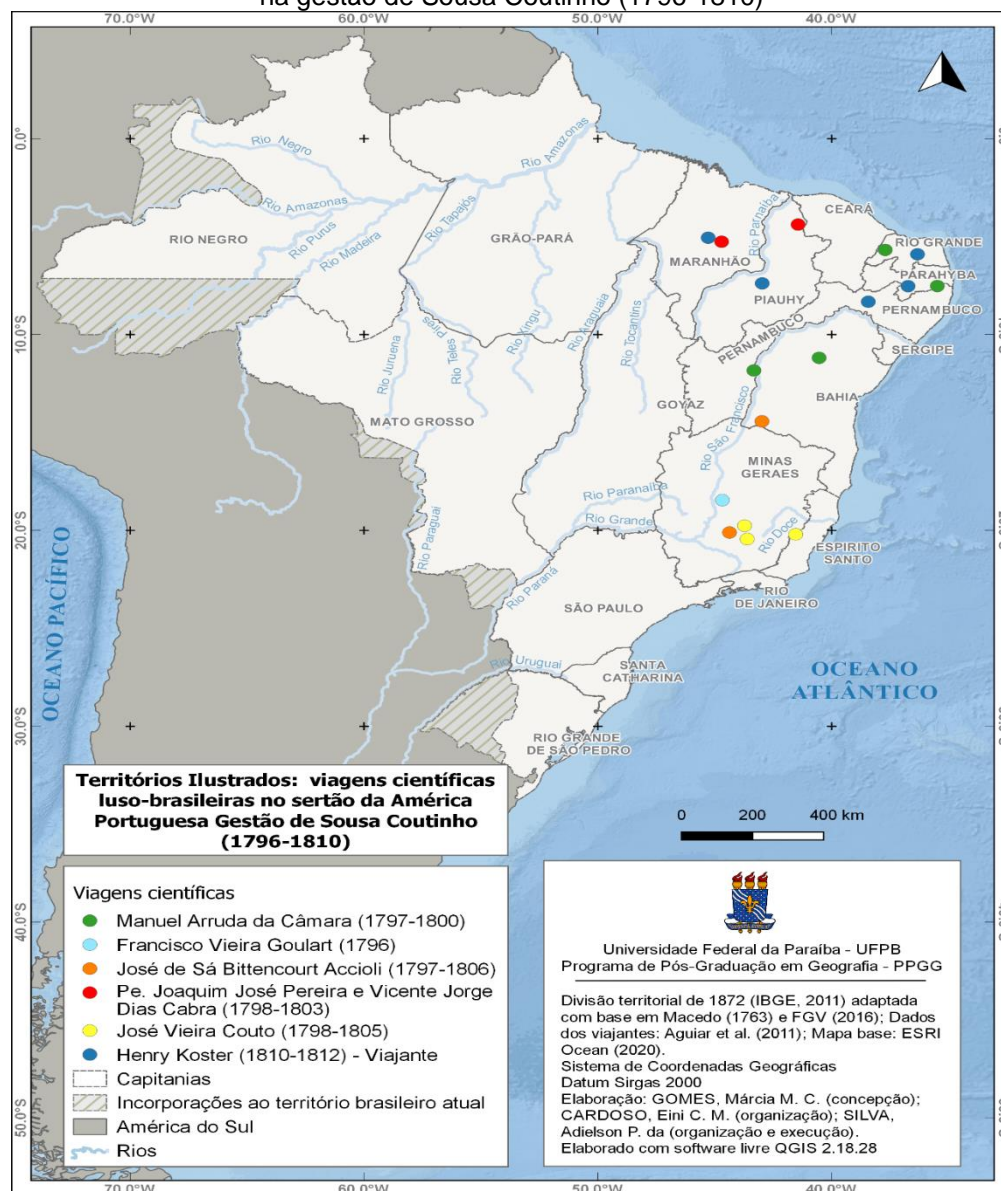 na gestão de Sousa Coutinho (1796-1810)
70.0°W 60.0°W 50.0°W 40.0°W
0.0°
10.0°S
20.0°S
30.0°S
40.0°S
50.0°S
Rio Negro
Rio Amazonas
Rio Amazonas
Rio Purus
Rio Madeira
Rio Tapajós
RIO NEGRO
GRÃO-PARÁ
MARANHÃO
Rio Parnaíba
CEARÁ
RIO GRANDE
PARAHYBA
PIAUHY
PERNAMBUCO
PERNAMBUCO
SERGIPE
Rio Xingu
Rio Araguaia
Rio Tocantins
Rio Juruena
Rio Teles Pires
MATO GROSSO
GOYAZ
Rio São Francisco
BAHIA
MINAS
GERAES
Rio Paranaíba
Rio Grande
Rio Doce
ESPIRITO
SANTO
Rio Paraguai
Rio Paraná
RIO
DE JANEIRO
SÃO PAULO
Rio Uruguai
SANTA
CATHARINA
RIO GRANDE
DE SÃO PEDRO
OCEANO PACÍFICO
OCEANO
ATLÂNTICO
Territórios Ilustrados: viagens científicas
luso-brasileiras no sertão da América
Portuguesa Gestão de Sousa Coutinho
(1796-1810)
0 200 400 km
Viagens científicas
Manuel Arruda da Câmara (1797-1800)
Francisco Vieira Goulart (1796)
José de Sá Bittencourt Accioli (1797-1806)
Pe. Joaquim José Pereira e Vicente Jorge
Dias Cabra (1798-1803)
José Vieira Couto (1798-1805)
Henry Koster (1810-1812) - Viajante
Capitanias
Incorporações ao território brasileiro atual
América do Sul
Rios
Universidade Federal da Paraíba - UFPB
Programa de Pós-Graduação em Geografia - PPGG
Divisão territorial de 1872 (IBGE, 2011) adaptada
com base em Macedo (1763) e FGV (2016); Dados
dos viajantes: Aguiar et al. (2011); Mapa base: ESRI
Ocean (2020).
Sistema de Coordenadas Geográficas
Datum Sirgas 2000
Elaboração: GOMES, Márcia M. C. (concepção);
CARDOSO, Eini C. M. (organização); SILVA,
Adielson P. da (organização e execução).
Elaborado com software livre QGIS 2.18.28
70.0°W 60.0°W 50.0°W 40.0°W